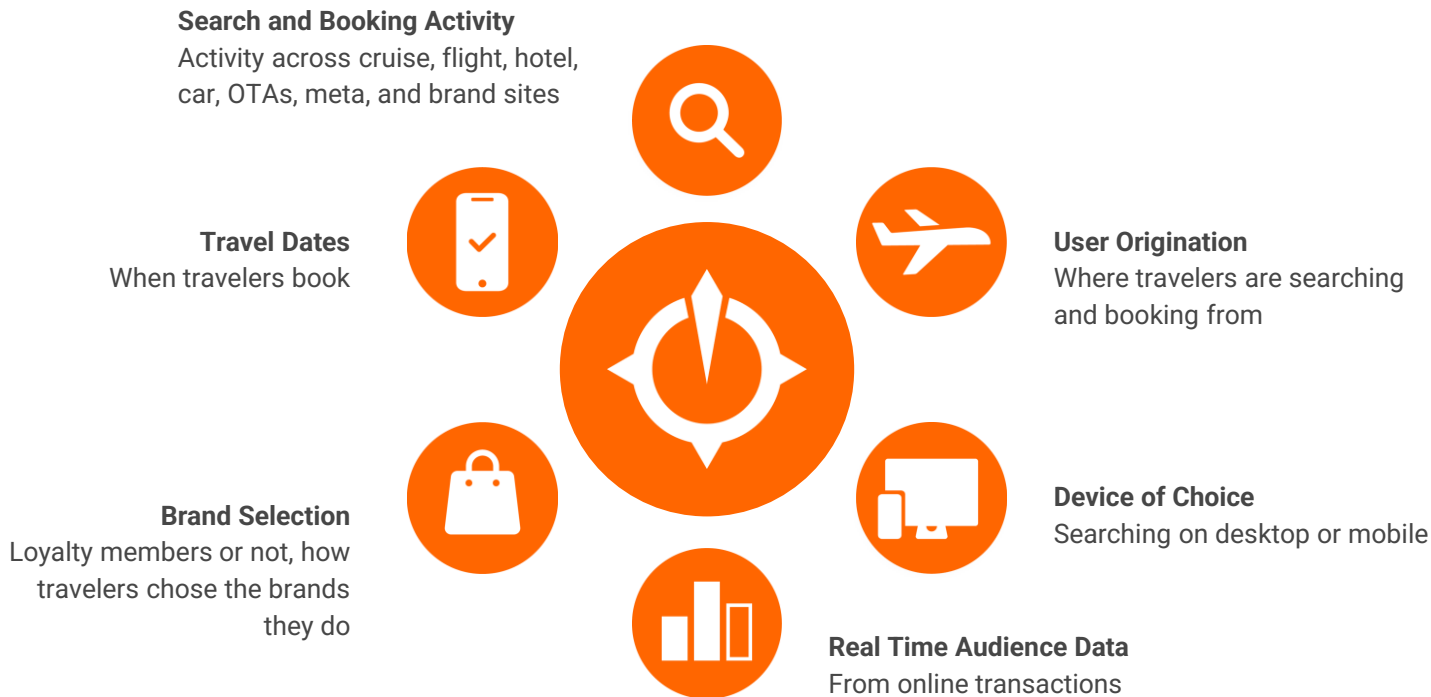 Search and Booking Activity
Activity across cruise, flight, hotel,
car, OTAs, meta, and brand sites
Travel Dates
When travelers book
User Origination
Where travelers are searching
and booking from
Brand Selection
Loyalty members or not, how
travelers chose the brands
they do
Device of Choice
Searching on desktop or mobile
Real Time Audience Data
From online transactions